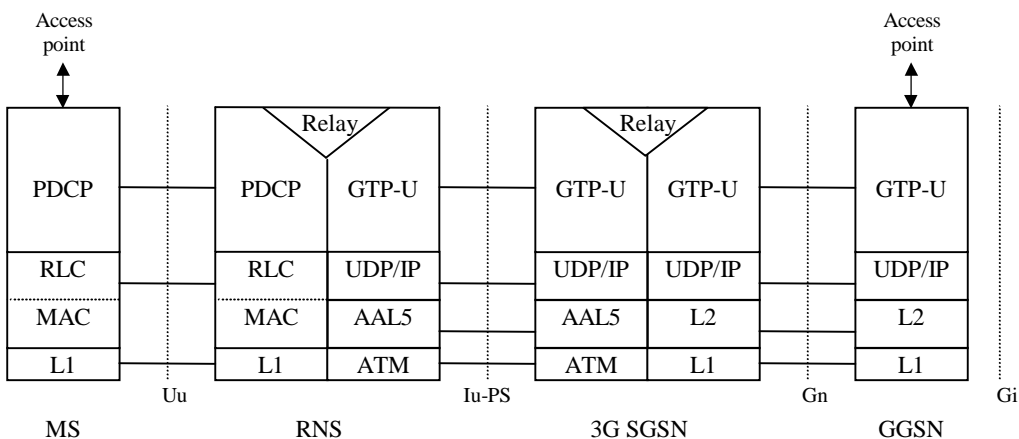 Access
point
Access
point
Relay
Relay
PDCP
PDCP
GTP-U
GTP-U
GTP-U
GTP-U
RLC
RLC
UDP/IP
UDP/IP
UDP/IP
UDP/IP
MAC
MAC
AAL5
AAL5
L2
L2
L1
L1
ATM
ATM
L1
L1
Uu
Iu-PS
Gn
Gi
MS
RNS
3G SGSN
GGSN